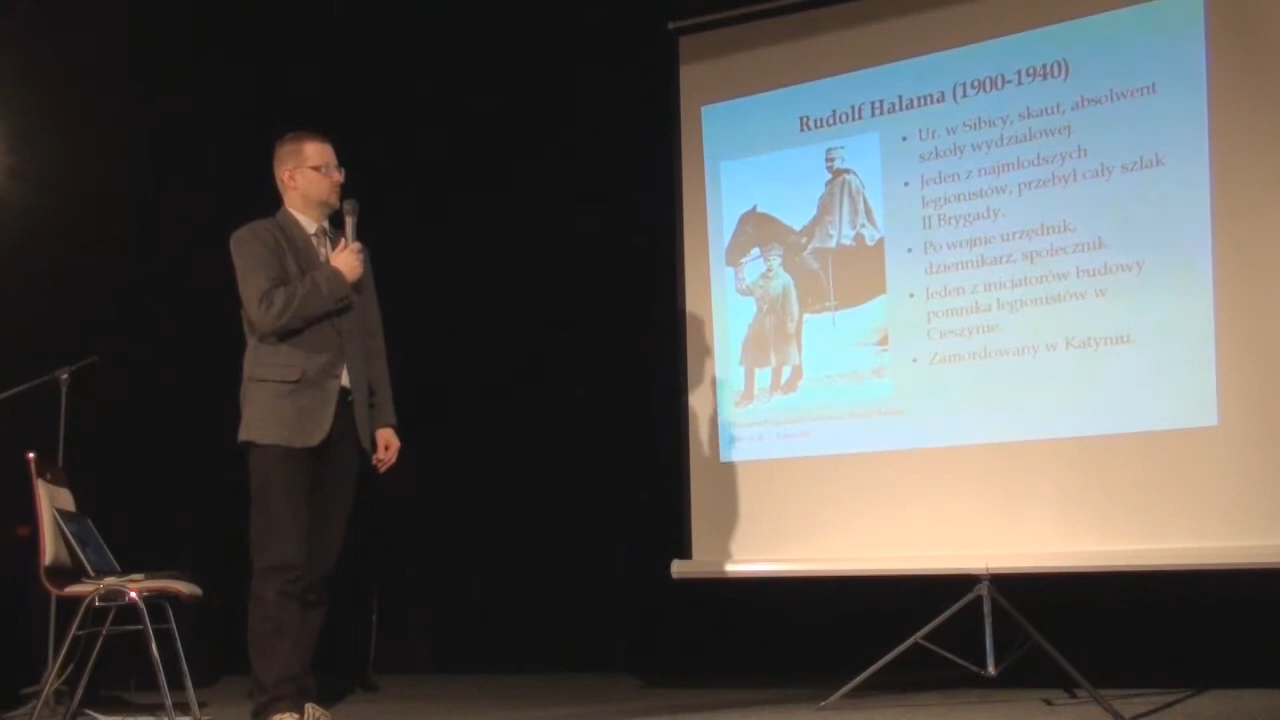 Rudolf Halama (1900-1940)
• Ur. w Sibicy, skaut, absolwent
szkoły wydziałowej.
• Jeden z najmłodszych
legionistów, przebył cały szlak
II Brygady.
• Po wojnie urzędnik,
dziennikarz, społecznik.
• Jeden z inicjatorów budowy
pomnika legionistów w
Cieszynie.
• Zamordowany w Katyniu.